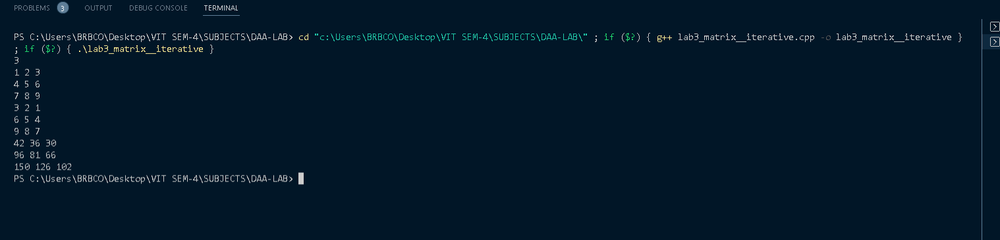 PROBLEMS 3 OUTPUT DEBUG CONSOLE TERMINAL
PS C:\Users\BRBCO\Desktop\VIT SEM-4\SUBJECTS\DAA-LAB> cd "c:\Users\BRBCO\Desktop\VIT SEM-4\SUBJECTS\DAA-LAB\" ; if ($?) { g++ lab3_matrix__iterative.cpp -o lab3_matrix__iterative }
; if ($?) { .\lab3_matrix__iterative }
3
1 2 3
4 5 6
7 8 9
3 2 1
6 5 4
9 8 7
42 36 30
96 81 66
150 126 102
PS C:\Users\BRBCO\Desktop\VIT SEM-4\SUBJECTS\DAA-LAB>